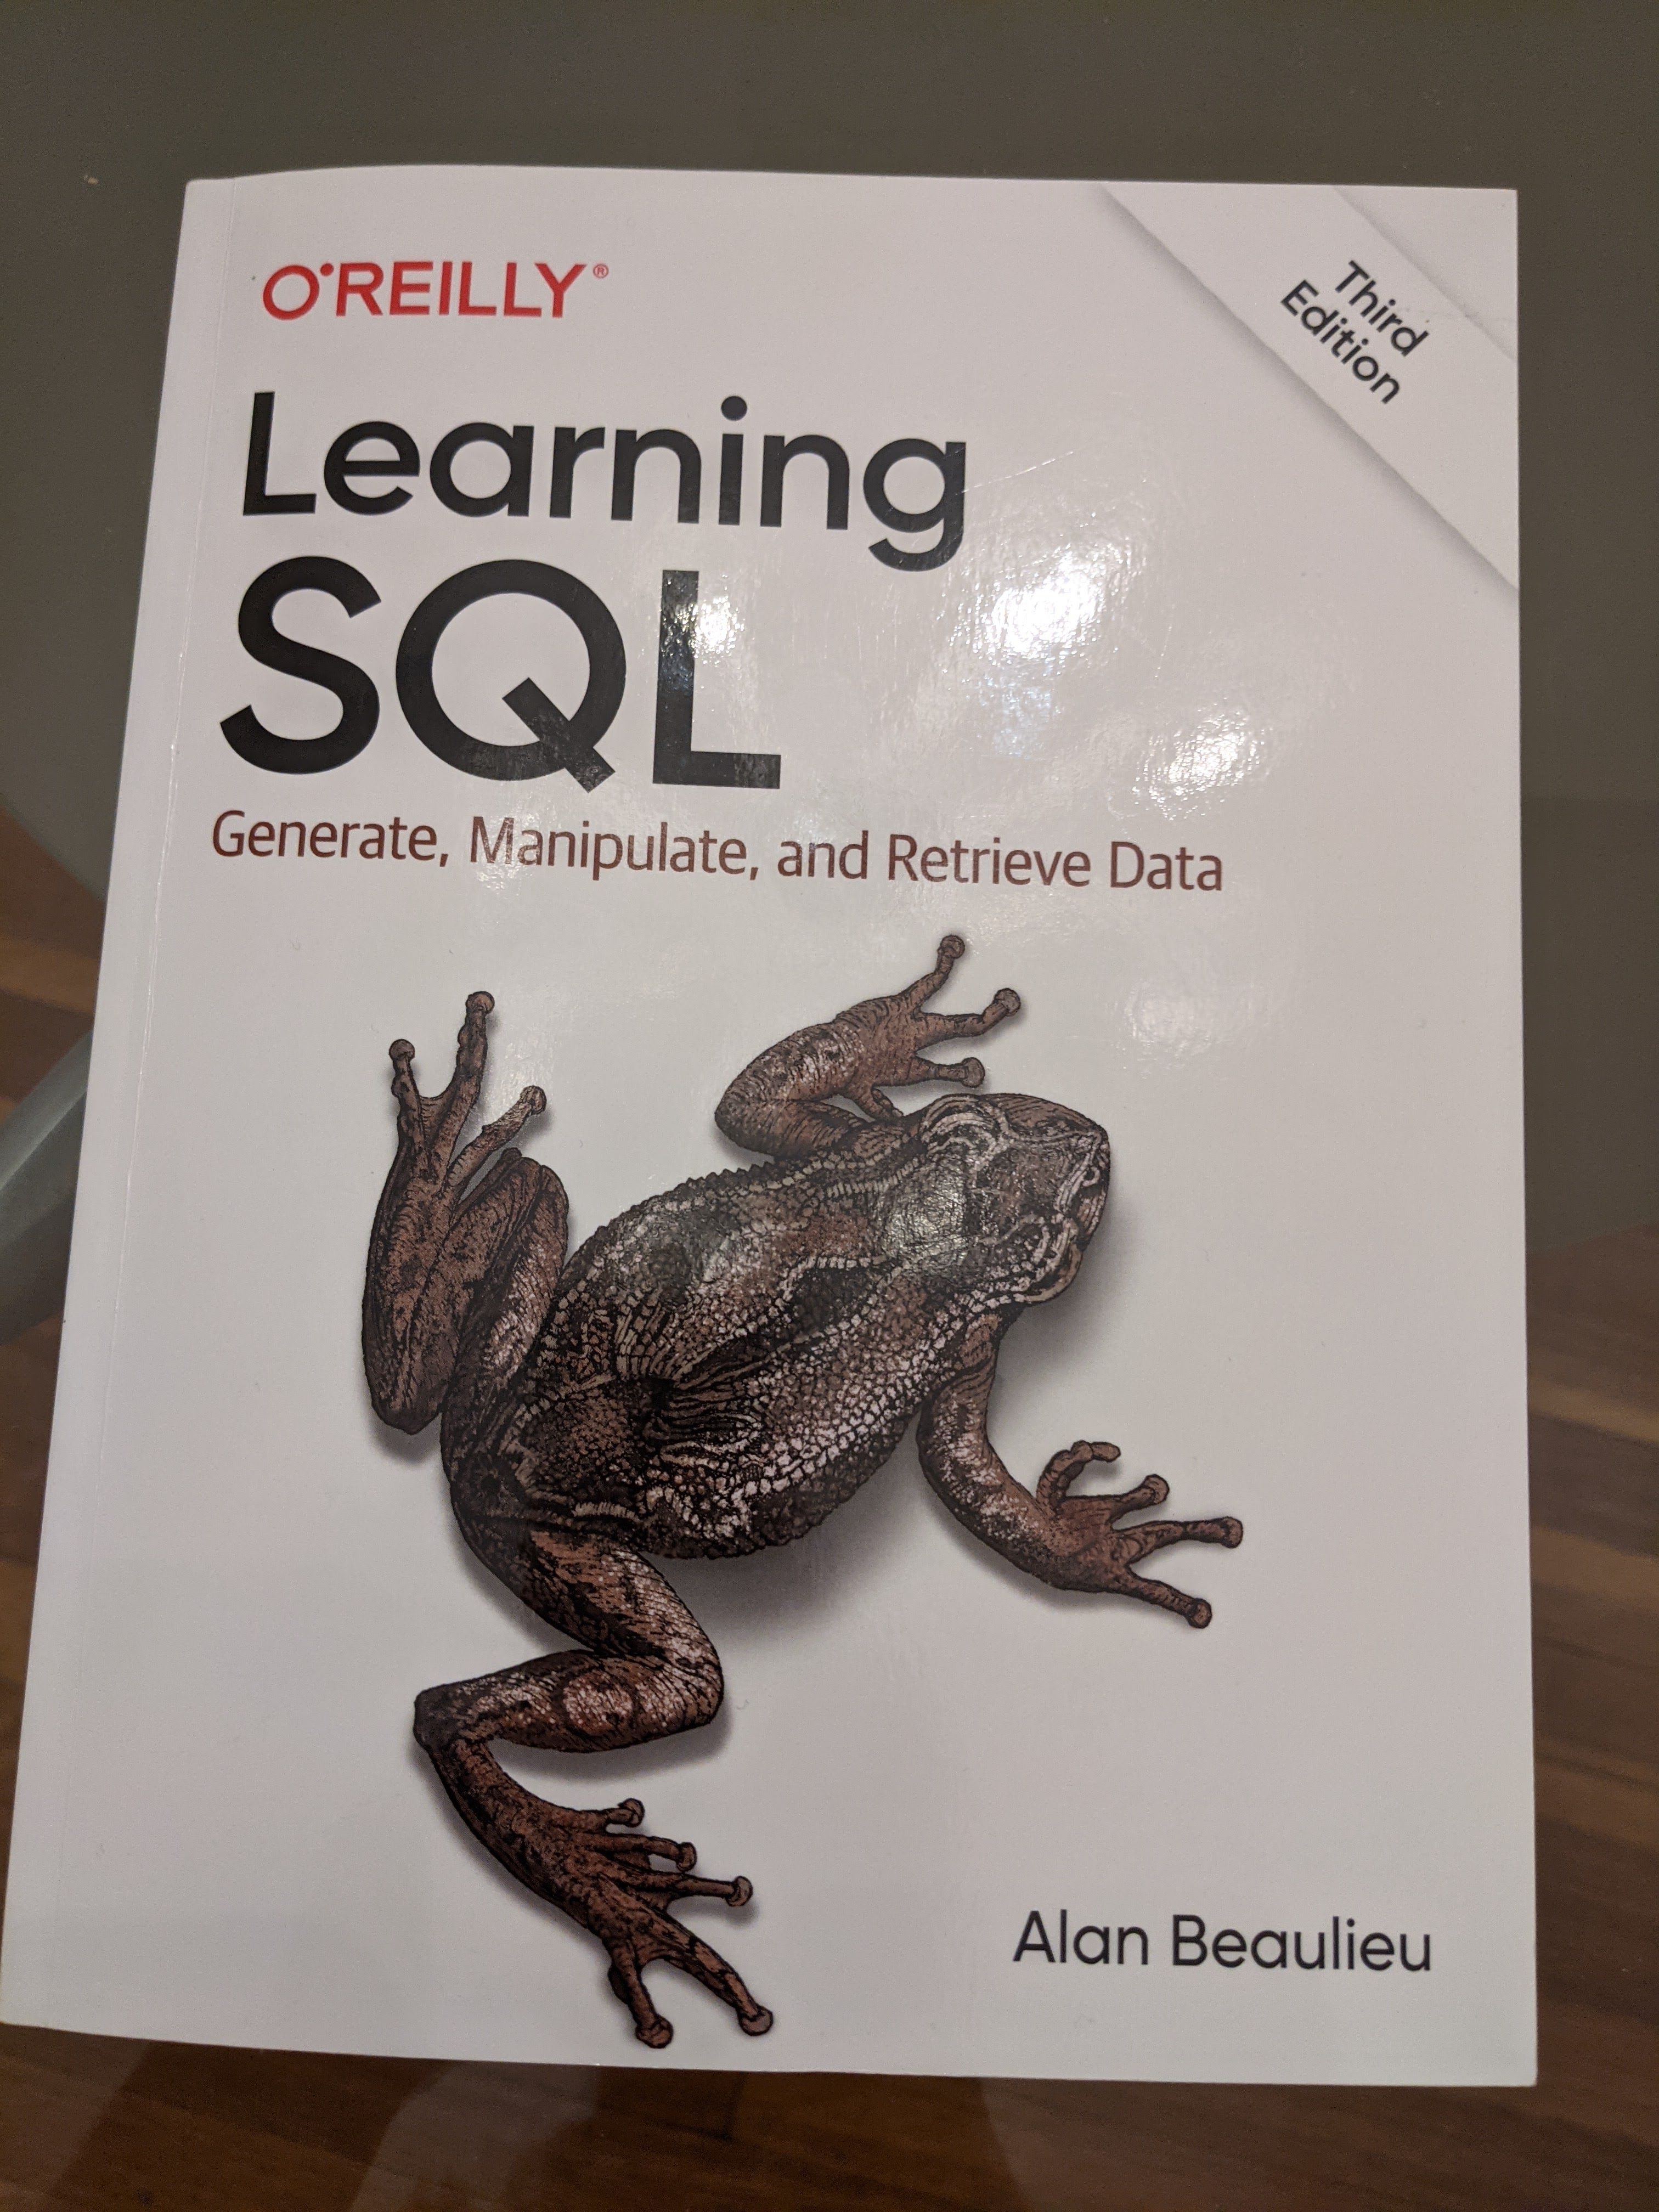 O'REILLY®
Third
Edition
Learning
SQL
Generate, Manipulate, and Retrieve Data
Alan Beaulieu